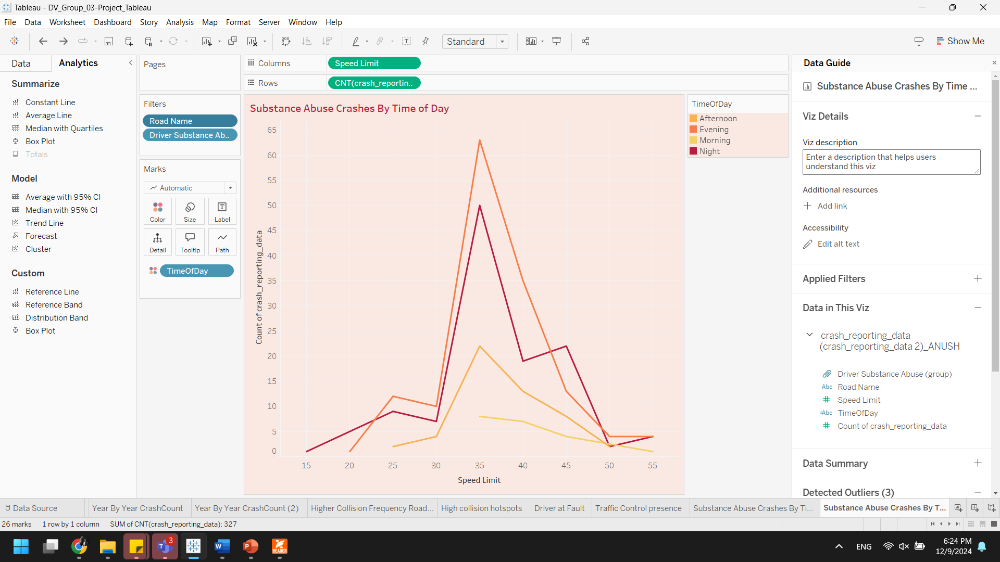 Tableau - DV_Group_03-Project_Tableau
File Data Worksheet Dashboard Story Analysis Map Format Server Window Help
Standard
Show Me
Data Analytics
Summarize
Constant Line
Average Line
Median with Quartiles
Box Plot
Totals
Model
Average with 95% CI
Median with 95% CI
Trend Line
Forecast
Cluster
Custom
Reference Line
Reference Band
Distribution Band
Box Plot
Pages
Filters
Road Name
Driver Substance Ab..
Marks
Automatic
Color Size Label
Detail Tooltip Path
TimeOfDay
Columns Speed Limit
Rows CNT(crash_reportin..
Substance Abuse Crashes By Time of Day
Count of crash_reporting_data
65
60
55
50
45
40
35
30
25
20
15
10
5
0
15 20 25 30 35 40 45 50 55
Speed Limit
TimeOfDay
Afternoon
Evening
Morning
Night
Data Guide
Substance Abuse Crashes By Time ...
Viz Details
Viz description
Enter a description that helps users
understand this viz
Additional resources
Add link
Accessibility
Edit alt text
Applied Filters
Data in This Viz
crash_reporting_data
(crash_reporting_data 2)_ANUSH
Driver Substance Abuse (group)
Abc Road Name
Speed Limit
=Abc TimeOfDay
Count of crash_reporting_data
Data Summary
Detected Outliers (3)
Data Source Year By Year CrashCount Year By Year CrashCount (2) Higher Collision Frequency Road... High collision hotspots Driver at Fault Traffic Control presence Substance Abuse Crashes By Ti... Substance Abuse Crashes By T...
26 marks 1 row by 1 column SUM of CNT(crash_reporting_data): 327
3
READER
ENG
6:24 PM
12/9/2024